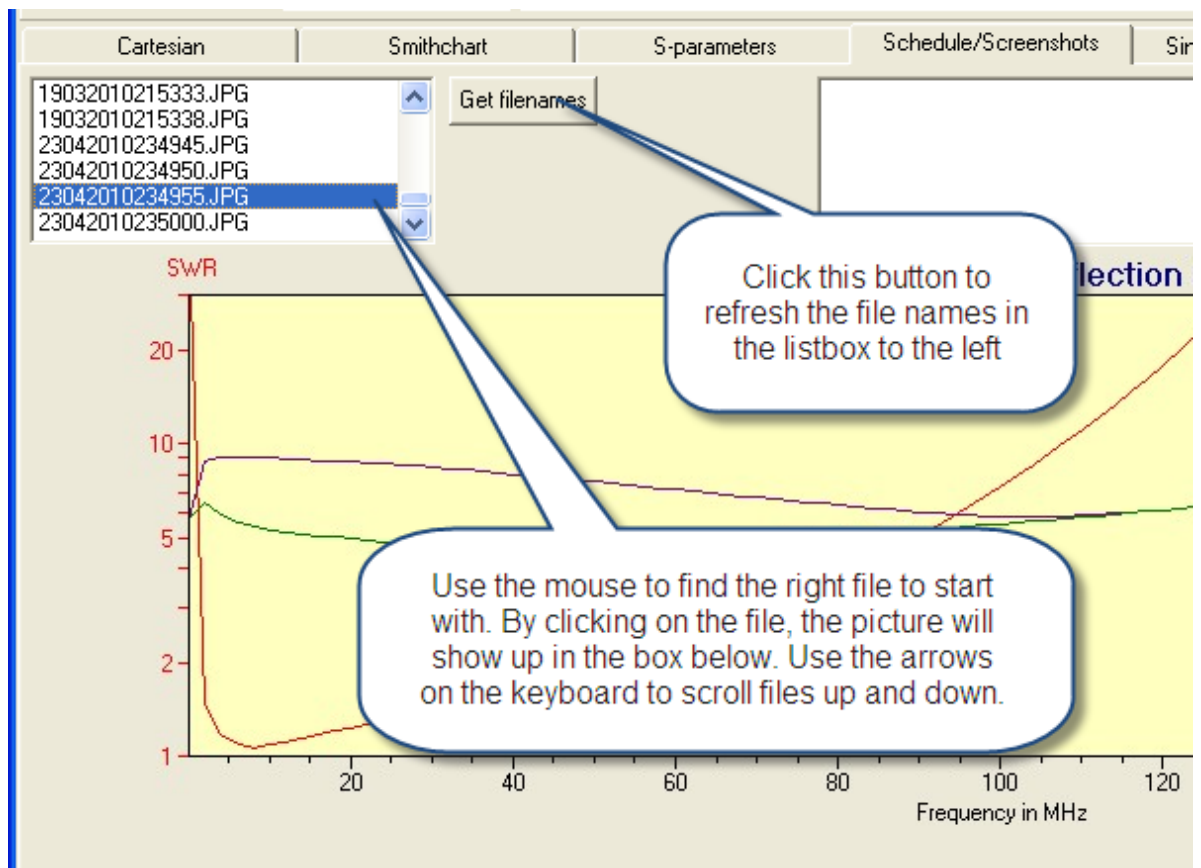 Cartesian
Smithchart
S-parameters
Schedule/Screenshots
Sin
19032010215333.JPG
19032010215338.JPG
23042010234945.JPG
23042010234950.JPG
23042010234955.JPG
23042010235000.JPG
Get filenames
Click this button to
refresh the file names in
the listbox to the left
SWR
flection
20
10
5
2
1
Use the mouse to find the right file to start
with. By clicking on the file, the picture will
show up in the box below. Use the arrows
on the keyboard to scroll files up and down.
20
40
60
80
100
120
Frequency in MHz